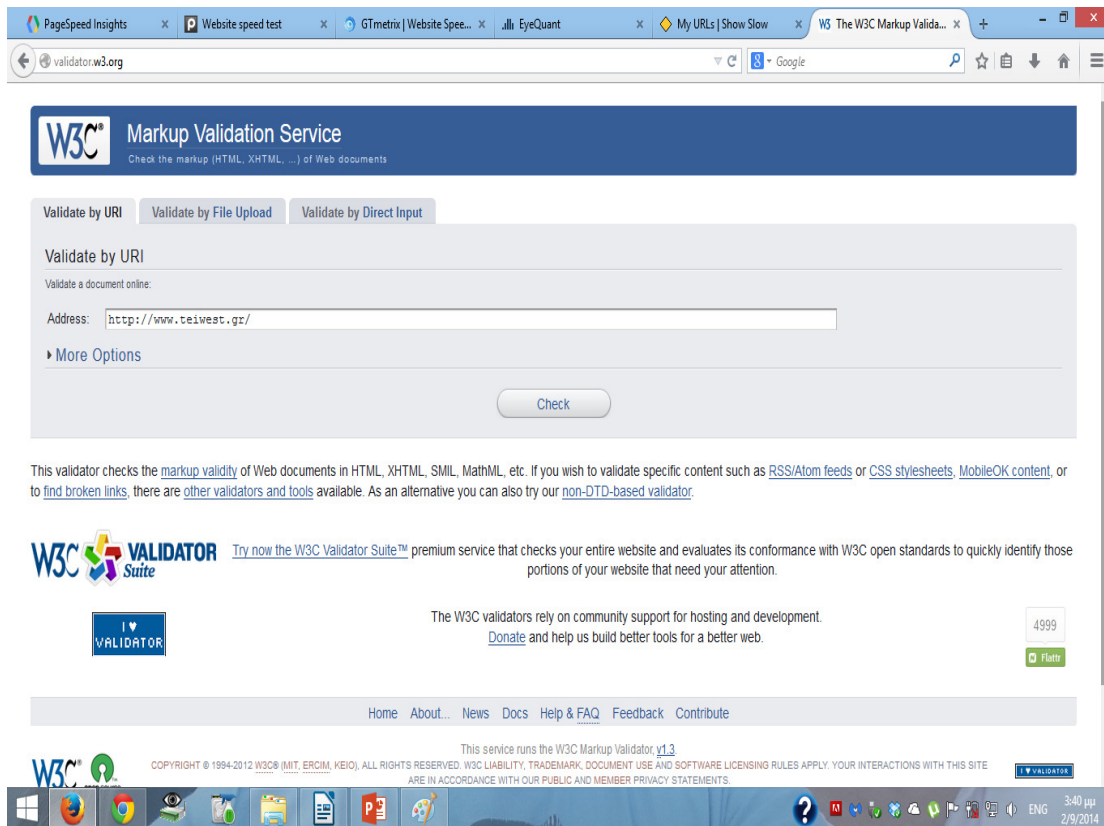 PageSpeed Insights x Website speed test x GTmetrix | Website Spee... x EyeQuant x My URLs | Show Slow x W3 The W3C Markup Valida... x +
validator.w3.org Google
W3C® Markup Validation Service
Check the markup (HTML, XHTML, ...) of Web documents
Validate by URI Validate by File Upload Validate by Direct Input
Validate by URI
Validate a document online:
Address: http://www.teiwest.gr/
More Options
Check
This validator checks the markup validity of Web documents in HTML, XHTML, SMIL, MathML, etc. If you wish to validate specific content such as RSS/Atom feeds or CSS stylesheets, MobileOK content, or
to find broken links, there are other validators and tools available. As an alternative you can also try our non-DTD-based validator.
W3C VALIDATOR Suite Try now the W3C Validator Suite™ premium service that checks your entire website and evaluates its conformance with W3C open standards to quickly identify those
portions of your website that need your attention.
I ♥ VALIDATOR
The W3C validators rely on community support for hosting and development.
Donate and help us build better tools for a better web.
4999
Flattr
Home About... News Docs Help & FAQ Feedback Contribute
This service runs the W3C Markup Validator, v1.3.
W3C® COPYRIGHT © 1994-2012 W3C® (MIT, ERCIM, KEIO), ALL RIGHTS RESERVED. W3C LIABILITY, TRADEMARK, DOCUMENT USE AND SOFTWARE LICENSING RULES APPLY. YOUR INTERACTIONS WITH THIS SITE
ARE IN ACCORDANCE WITH OUR PUBLIC AND MEMBER PRIVACY STATEMENTS.
I ♥ VALIDATOR
ENG 3:40 μμ
2/9/2014